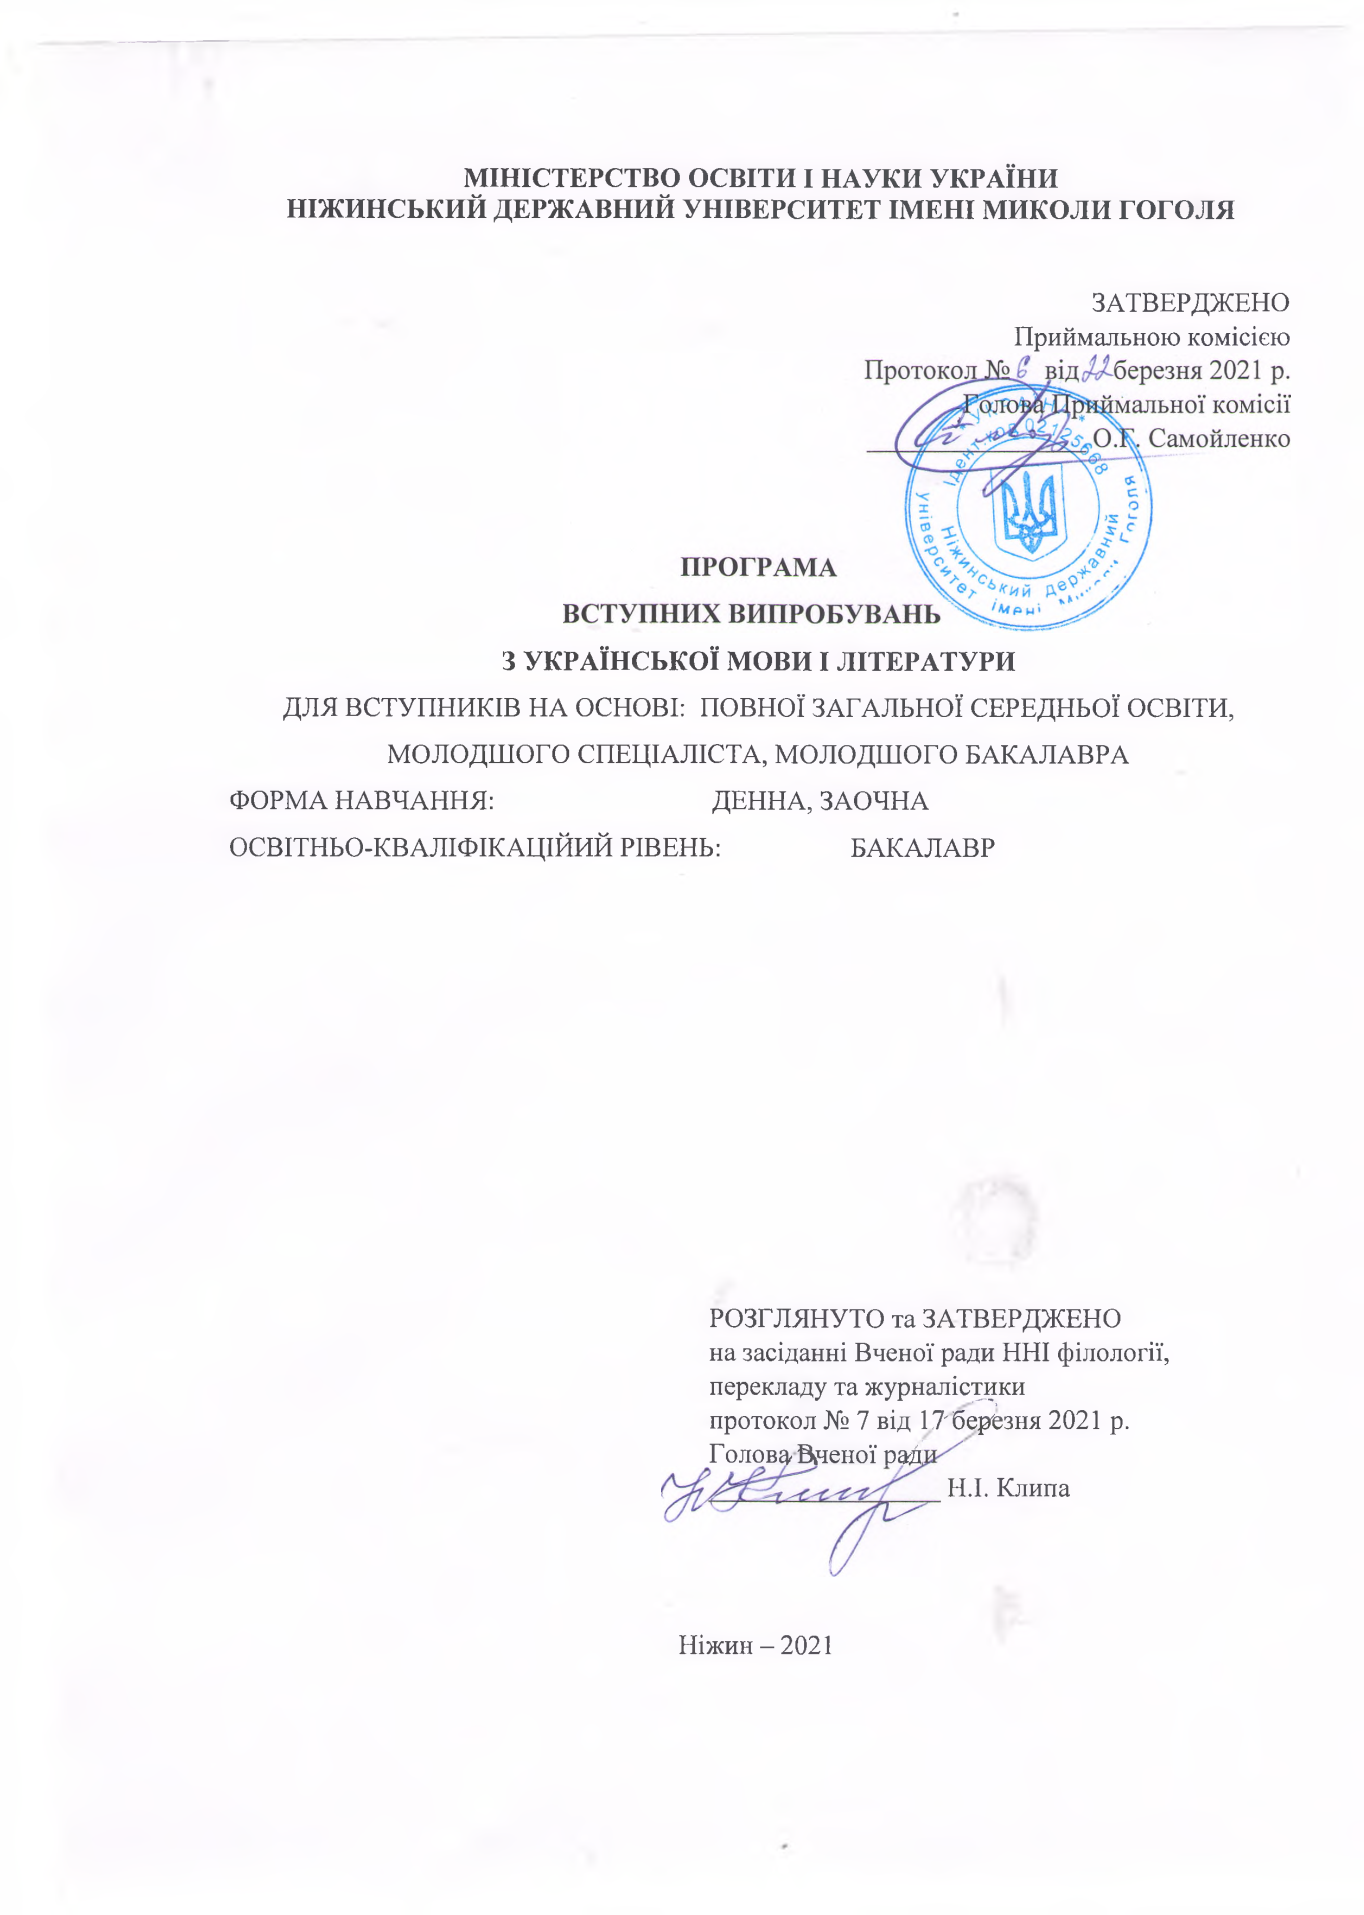 МІНІСТЕРСТВО ОСВІТИ І НАУКИ УКРАЇНИ
НІЖИНСЬКИЙ ДЕРЖАВНИЙ УНІВЕРСИТЕТ ІМЕНІ МИКОЛИ ГОГОЛЯ
ЗАТВЕРДЖЕНО
Приймальною комісією
Протокол № 6 від 22 березня 2021 р.
Голова Приймальної комісії
О.Г. Самойленко
* УКРАЇНА *
Ідент. код 02125668
Ніжинський державний
університет імені Миколи Гоголя
ПРОГРАМА
ВСТУПНИХ ВИПРОБУВАНЬ
З УКРАЇНСЬКОЇ МОВИ І ЛІТЕРАТУРИ
ДЛЯ ВСТУПНИКІВ НА ОСНОВІ: ПОВНОЇ ЗАГАЛЬНОЇ СЕРЕДНЬОЇ ОСВІТИ,
МОЛОДШОГО СПЕЦІАЛІСТА, МОЛОДШОГО БАКАЛАВРА
ФОРМА НАВЧАННЯ: ДЕННА, ЗАОЧНА
ОСВІТНЬО-КВАЛІФІКАЦІЙИЙ РІВЕНЬ: БАКАЛАВР
РОЗГЛЯНУТО та ЗАТВЕРДЖЕНО
на засіданні Вченої ради ННІ філології,
перекладу та журналістики
протокол № 7 від 17 березня 2021 р.
Голова Вченої ради
Н.І. Клипа
Ніжин – 2021